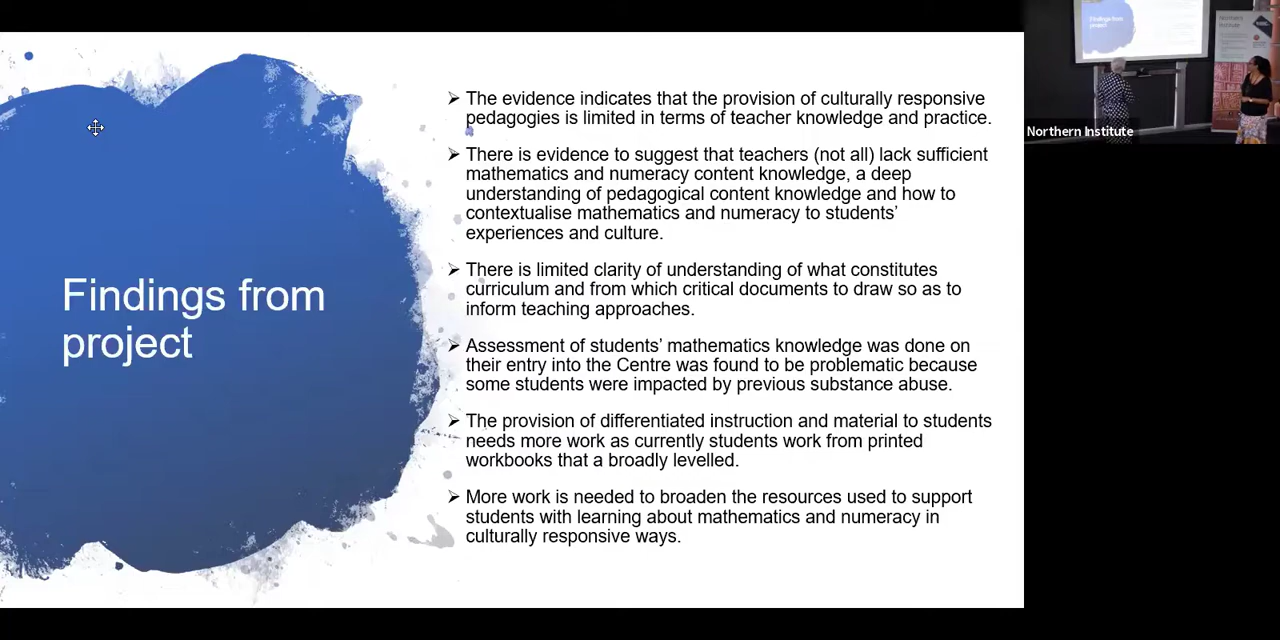 Findings from
project
➢ The evidence indicates that the provision of culturally responsive
pedagogies is limited in terms of teacher knowledge and practice.
➢ There is evidence to suggest that teachers (not all) lack sufficient
mathematics and numeracy content knowledge, a deep
understanding of pedagogical content knowledge and how to
contextualise mathematics and numeracy to students’
experiences and culture.
➢ There is limited clarity of understanding of what constitutes
curriculum and from which critical documents to draw so as to
inform teaching approaches.
➢ Assessment of students’ mathematics knowledge was done on
their entry into the Centre was found to be problematic because
some students were impacted by previous substance abuse.
➢ The provision of differentiated instruction and material to students
needs more work as currently students work from printed
workbooks that a broadly levelled.
➢ More work is needed to broaden the resources used to support
students with learning about mathematics and numeracy in
culturally responsive ways.
Findings from
project
Northern
Institute
Northern Institute